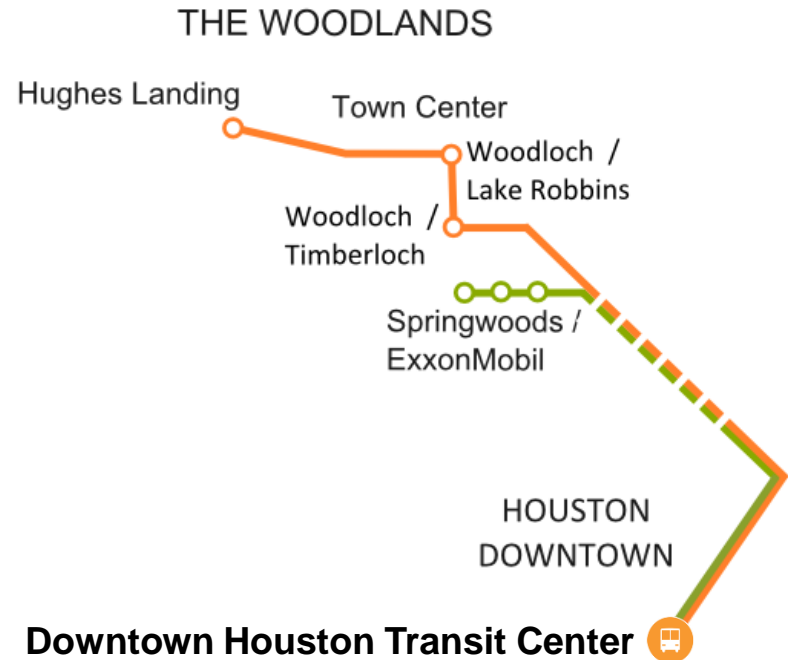 THE WOODLANDS
Hughes Landing
Town Center
Woodloch /
Lake Robbins
Woodloch /
Timberloch
Springwoods /
ExxonMobil
HOUSTON
DOWNTOWN
Downtown Houston Transit Center